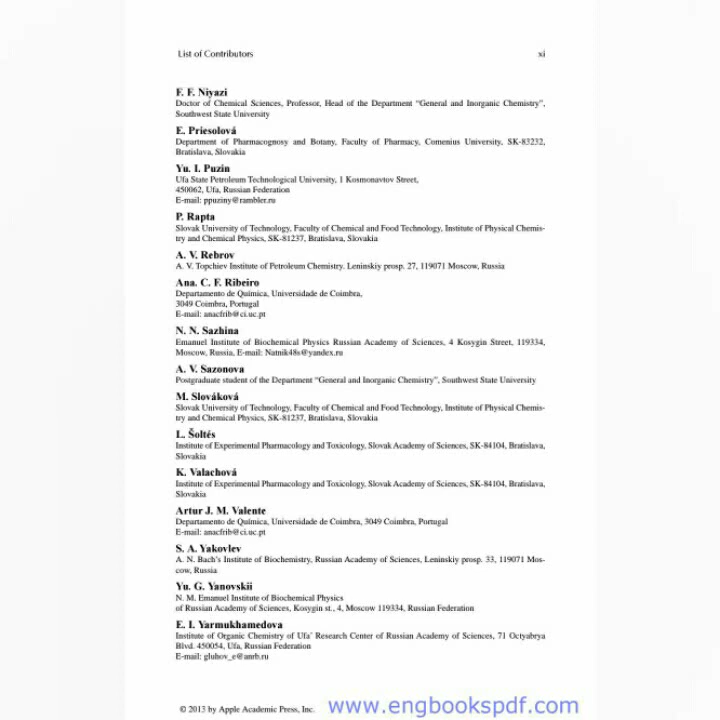 List of Contributors xi
F. F. Niyazi
Doctor of Chemical Sciences, Professor, Head of the Department “General and Inorganic Chemistry”,
Southwest State University
E. Priesolová
Department of Pharmacognosy and Botany, Faculty of Pharmacy, Comenius University, SK-83232,
Bratislava, Slovakia
Yu. I. Puzin
Ufa State Petroleum Technological University, 1 Kosmonavtov Street,
450062, Ufa, Russian Federation
E-mail: ppuziny@rambler.ru
P. Rapta
Slovak University of Technology, Faculty of Chemical and Food Technology, Institute of Physical Chemis-
try and Chemical Physics, SK-81237, Bratislava, Slovakia
A. V. Rebrov
A. V. Topchiev Institute of Petroleum Chemistry. Leninskiy prosp. 27, 119071 Moscow, Russia
Ana. C. F. Ribeiro
Departamento de Química, Universidade de Coimbra,
3049 Coimbra, Portugal
E-mail: anacfrib@ci.uc.pt
N. N. Sazhina
Emanuel Institute of Biochemical Physics Russian Academy of Sciences, 4 Kosygin Street, 119334,
Moscow, Russia, E-mail: Natnik48s@yandex.ru
A. V. Sazonova
Postgraduate student of the Department “General and Inorganic Chemistry”, Southwest State University
M. Slováková
Slovak University of Technology, Faculty of Chemical and Food Technology, Institute of Physical Chemis-
try and Chemical Physics, SK-81237, Bratislava, Slovakia
L. Šoltés
Institute of Experimental Pharmacology and Toxicology, Slovak Academy of Sciences, SK-84104, Bratislava,
Slovakia
K. Valachová
Institute of Experimental Pharmacology and Toxicology, Slovak Academy of Sciences, SK-84104, Bratislava,
Slovakia
Artur J. M. Valente
Departamento de Química, Universidade de Coimbra, 3049 Coimbra, Portugal
E-mail: anacfrib@ci.uc.pt
S. A. Yakovlev
A. N. Bach's Institute of Biochemistry, Russian Academy of Sciences, Leninskiy prosp. 33, 119071 Mos-
cow, Russia
Yu. G. Yanovskii
N. M. Emanuel Institute of Biochemical Physics
of Russian Academy of Sciences, Kosygin st., 4, Moscow 119334, Russian Federation
E. I. Yarmukhamedova
Institute of Organic Chemistry of Ufa' Research Center of Russian Academy of Sciences, 71 Octyabrya
Blvd. 450054, Ufa, Russian Federation
E-mail: gluhov_e@anrb.ru
© 2013 by Apple Academic Press, Inc. www.engbookspdf.com